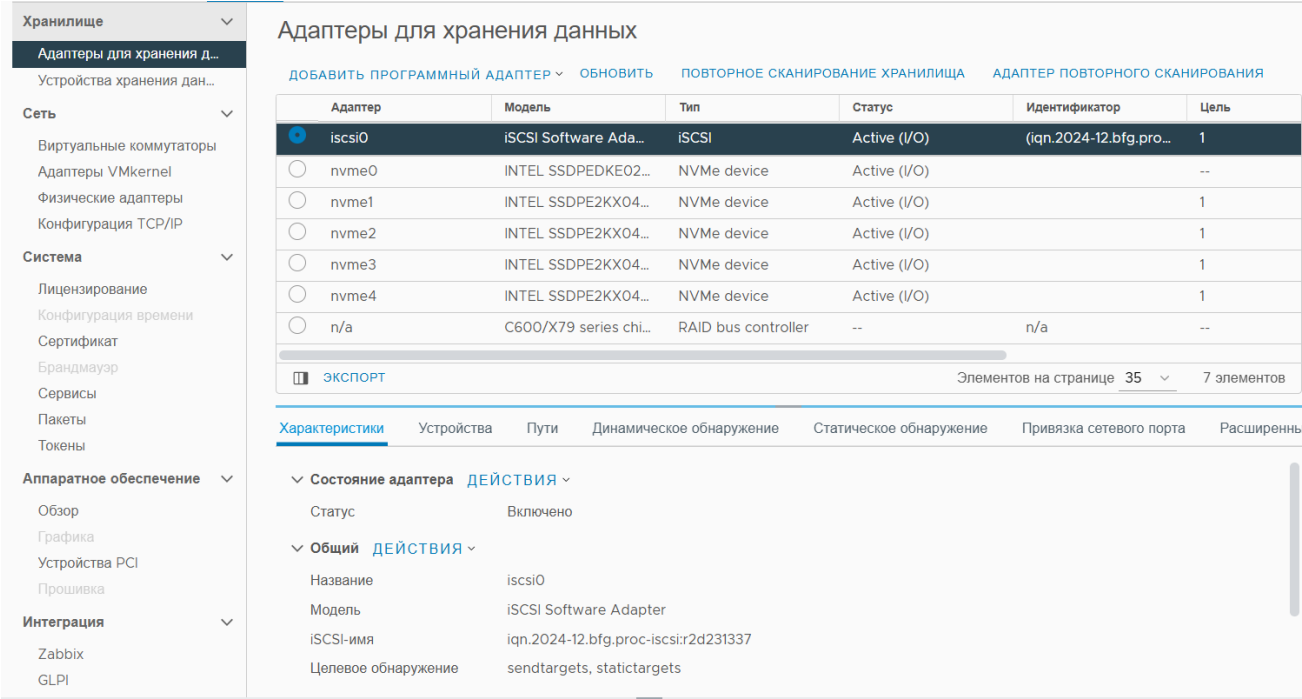 Хранилище
Адаптеры для хранения д...
Устройства хранения дан...
Сеть
Виртуальные коммутаторы
Адаптеры VMkernel
Физические адаптеры
Конфигурация TCP/IP
Система
Лицензирование
Конфигурация времени
Сертификат
Брандмауэр
Сервисы
Пакеты
Токены
Аппаратное обеспечение
Обзор
Графика
Устройства PCI
Прошивка
Интеграция
Zabbix
GLPI
Адаптеры для хранения данных
ДОБАВИТЬ ПРОГРАММНЫЙ АДАПТЕР ОБНОВИТЬ ПОВТОРНОЕ СКАНИРОВАНИЕ ХРАНИЛИЩА АДАПТЕР ПОВТОРНОГО СКАНИРОВАНИЯ
Адаптер Модель Тип Статус Идентификатор Цель
iscsi0 iSCSI Software Ada... iSCSI Active (I/O) (iqn.2024-12.bfg.proc... 1
nvme0 INTEL SSDPEDKE02... NVMe device Active (I/O) --
nvme1 INTEL SSDPE2KX04... NVMe device Active (I/O) 1
nvme2 INTEL SSDPE2KX04... NVMe device Active (I/O) 1
nvme3 INTEL SSDPE2KX04... NVMe device Active (I/O) 1
nvme4 INTEL SSDPE2KX04... NVMe device Active (I/O) 1
n/a C600/X79 series chi... RAID bus controller -- n/a --
ЭКСПОРТ Элементов на странице 35 7 элементов
Характеристики Устройства Пути Динамическое обнаружение Статическое обнаружение Привязка сетевого порта Расширенны
Состояние адаптера ДЕЙСТВИЯ
Статус Включено
Общий ДЕЙСТВИЯ
Название iscsi0
Модель iSCSI Software Adapter
iSCSI-имя iqn.2024-12.bfg.proc-iscsi:r2d231337
Целевое обнаружение sendtargets, statictargets